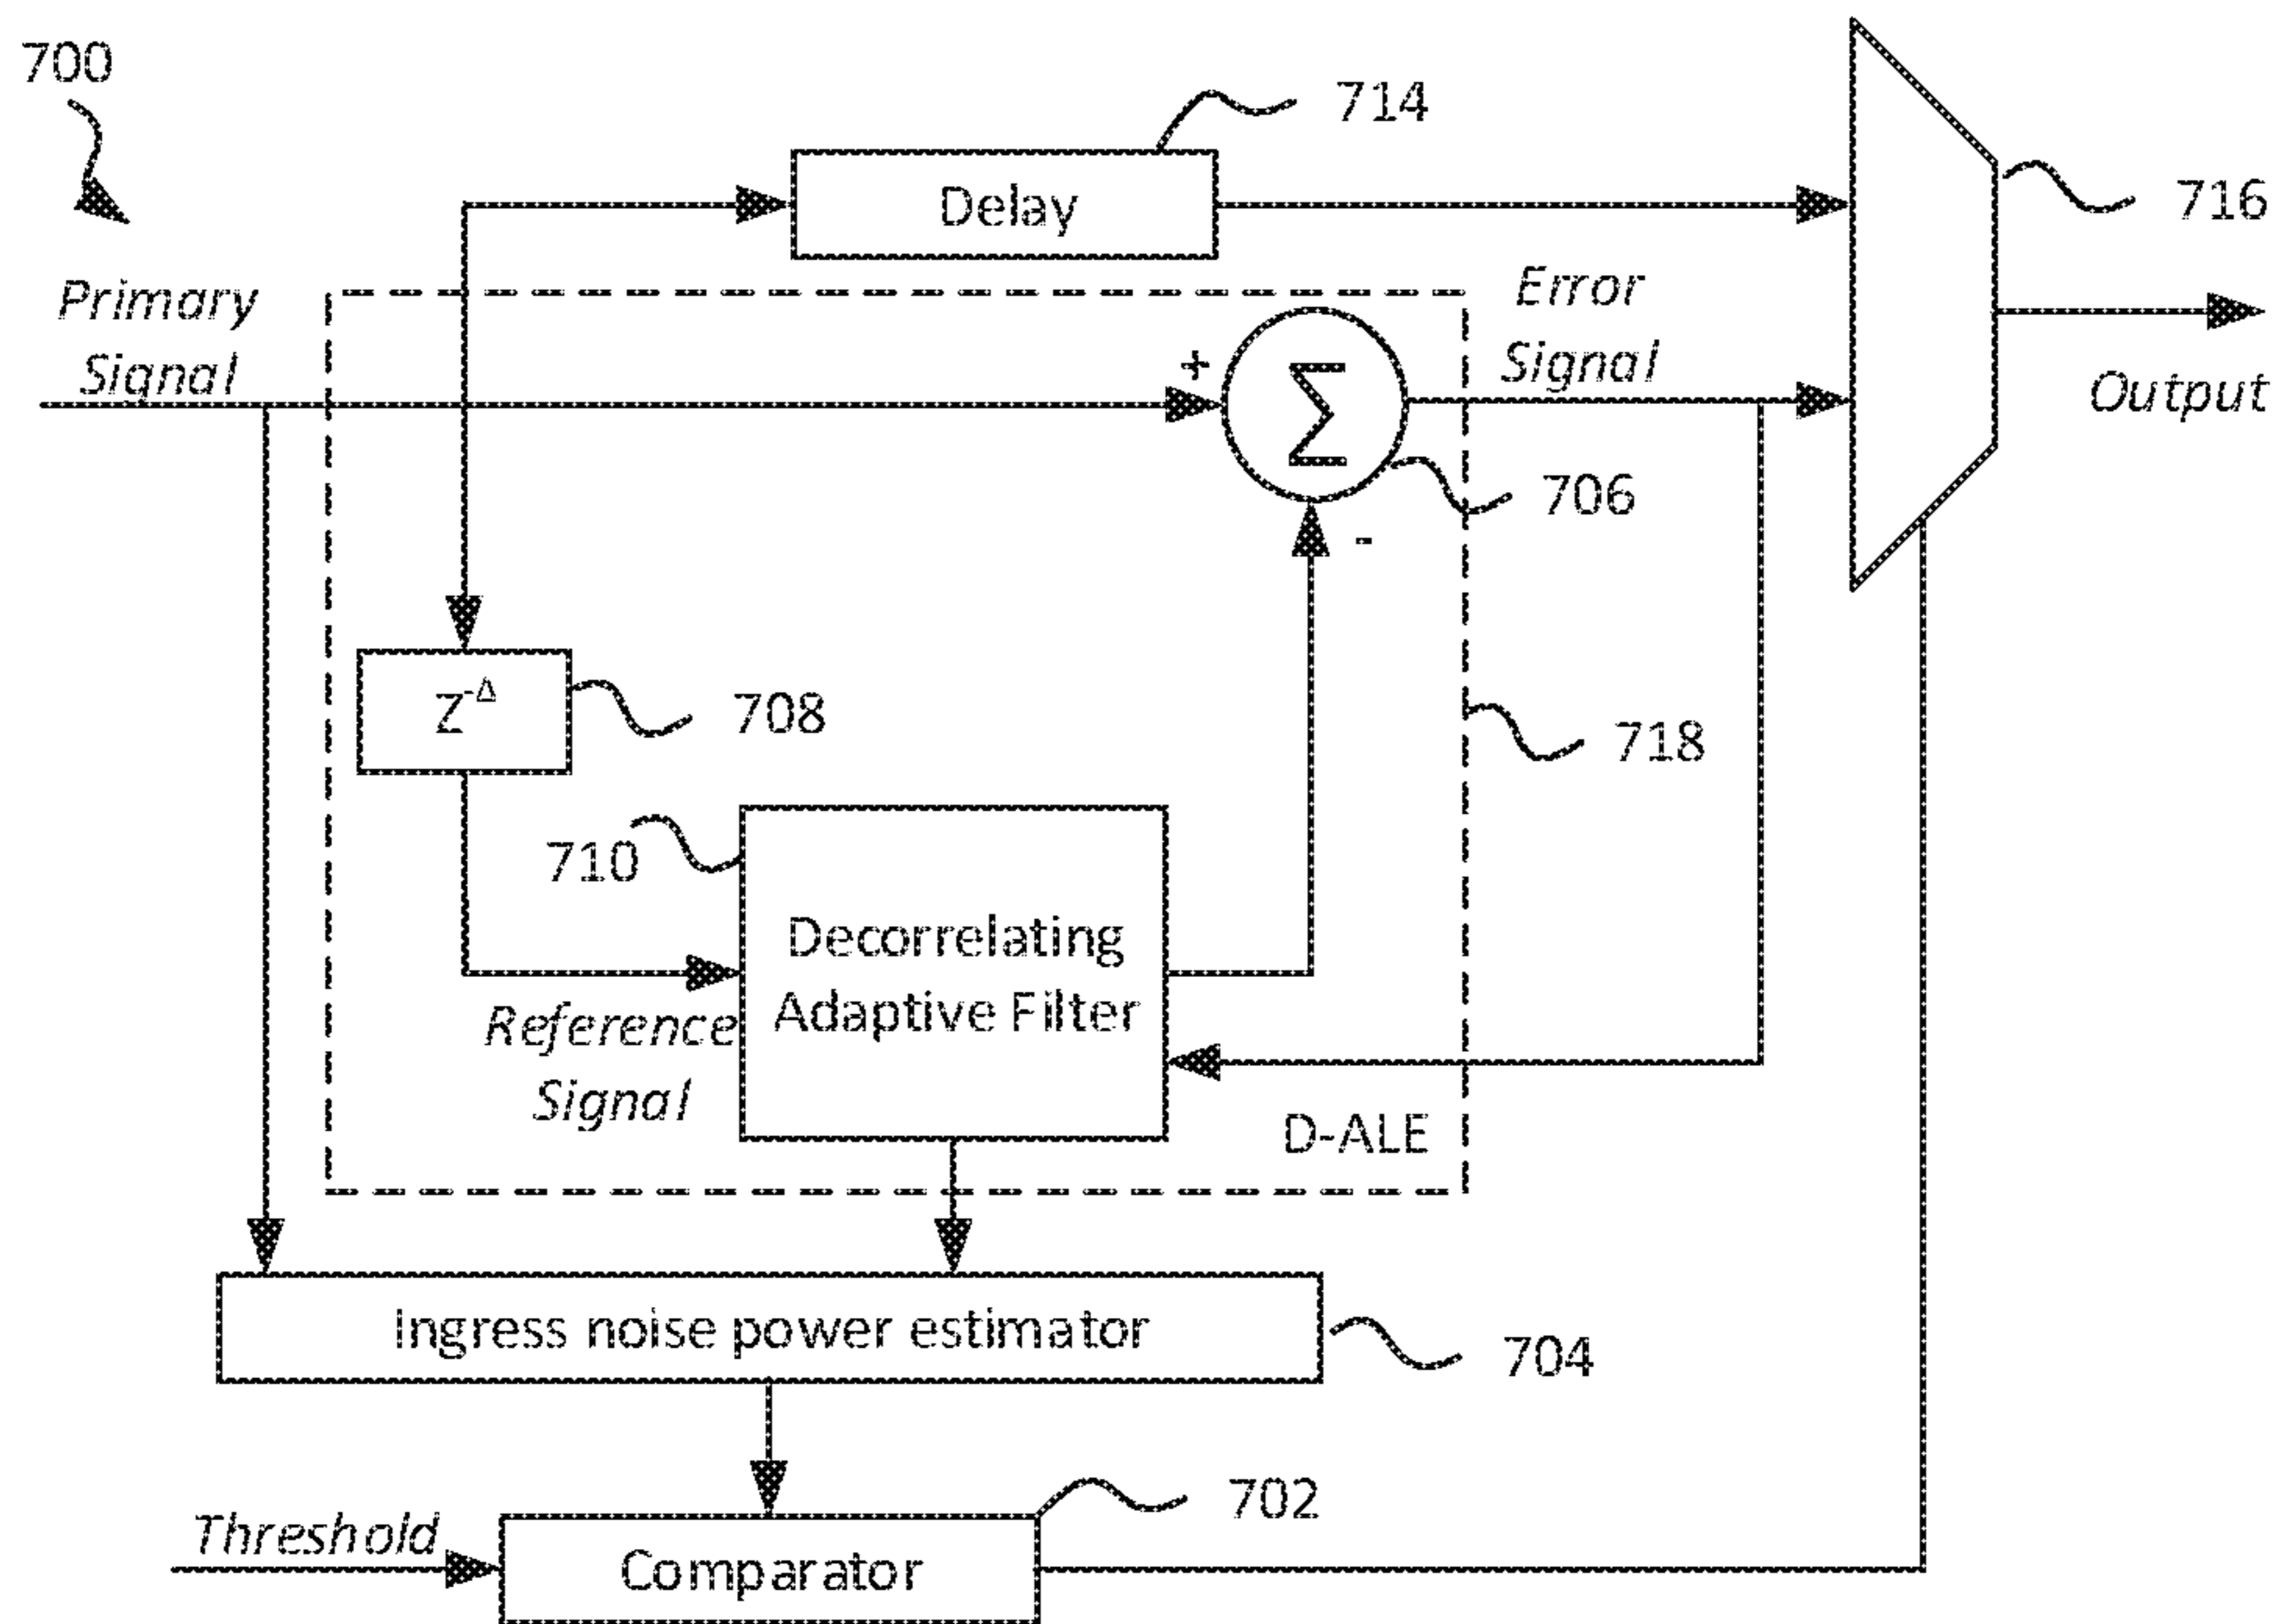 700
714
Delay
716
Primary
Signal
Error
Signal
+
Σ
Output
706
-
Z-Δ
708
718
710
Decorrelating
Adaptive Filter
Reference
Signal
D-ALE
Ingress noise power estimator
704
702
Threshold
Comparator